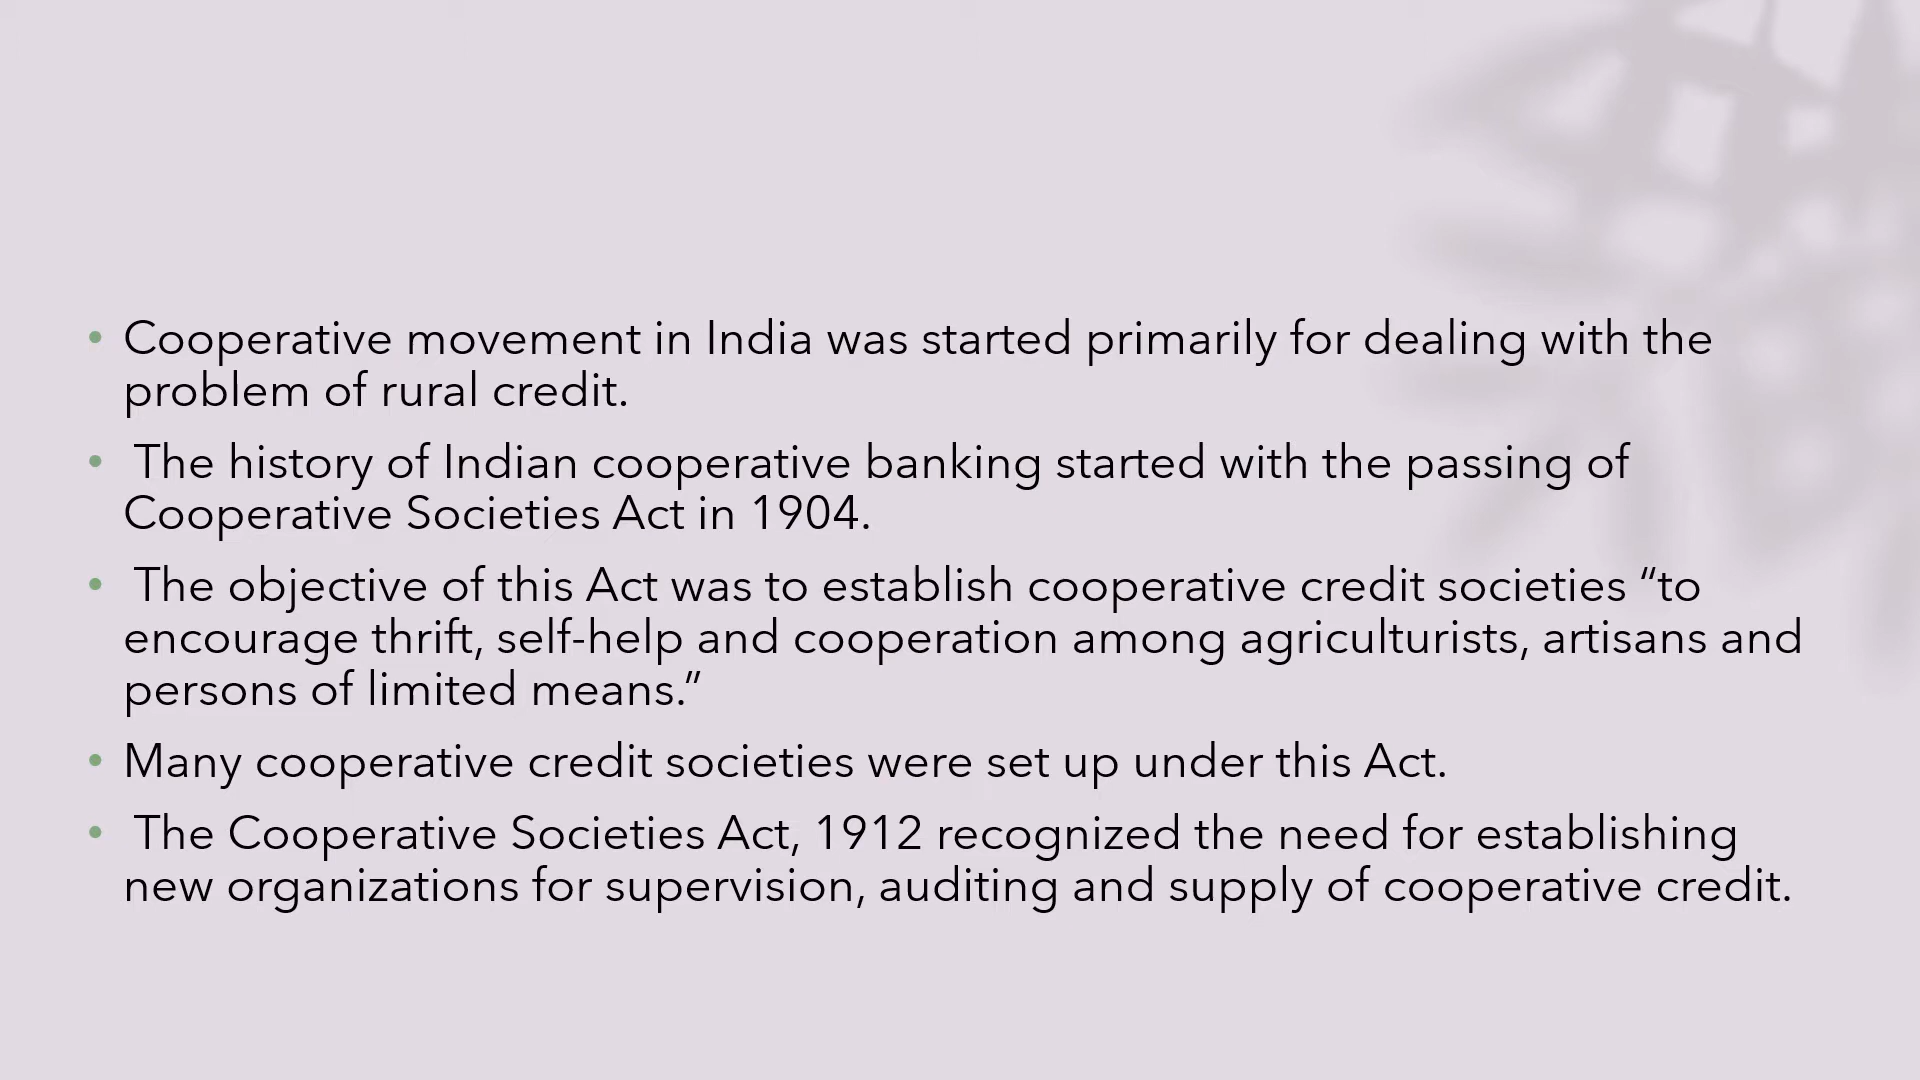 • Cooperative movement in India was started primarily for dealing with the
problem of rural credit.
• The history of Indian cooperative banking started with the passing of
Cooperative Societies Act in 1904.
• The objective of this Act was to establish cooperative credit societies “to
encourage thrift, self-help and cooperation among agriculturists, artisans and
persons of limited means.”
• Many cooperative credit societies were set up under this Act.
• The Cooperative Societies Act, 1912 recognized the need for establishing
new organizations for supervision, auditing and supply of cooperative credit.